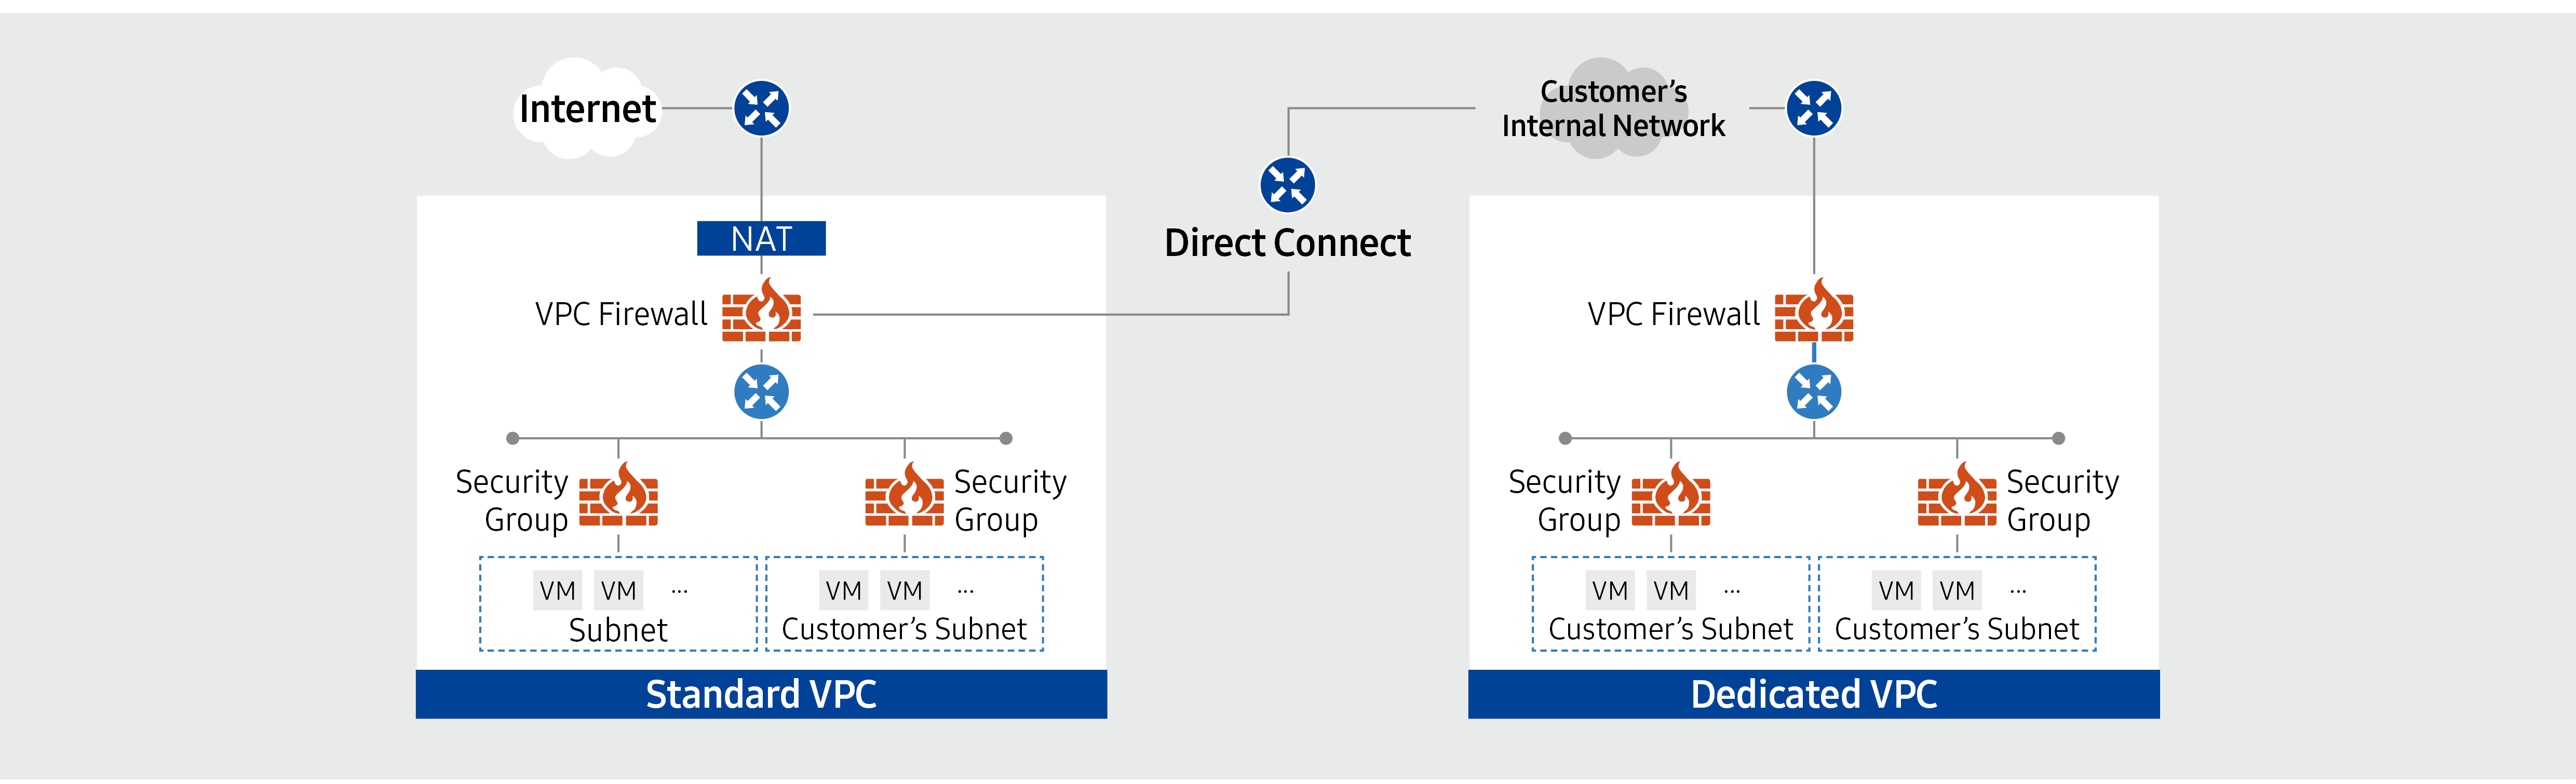 Internet
Customer’s
Internal Network
Direct Connect
NAT
VPC Firewall
Security
Group
Security
Group
VM VM ...
Subnet
VM VM ...
Customer’s Subnet
Standard VPC
VPC Firewall
Security
Group
Security
Group
VM VM ...
Customer’s Subnet
VM VM ...
Customer’s Subnet
Dedicated VPC